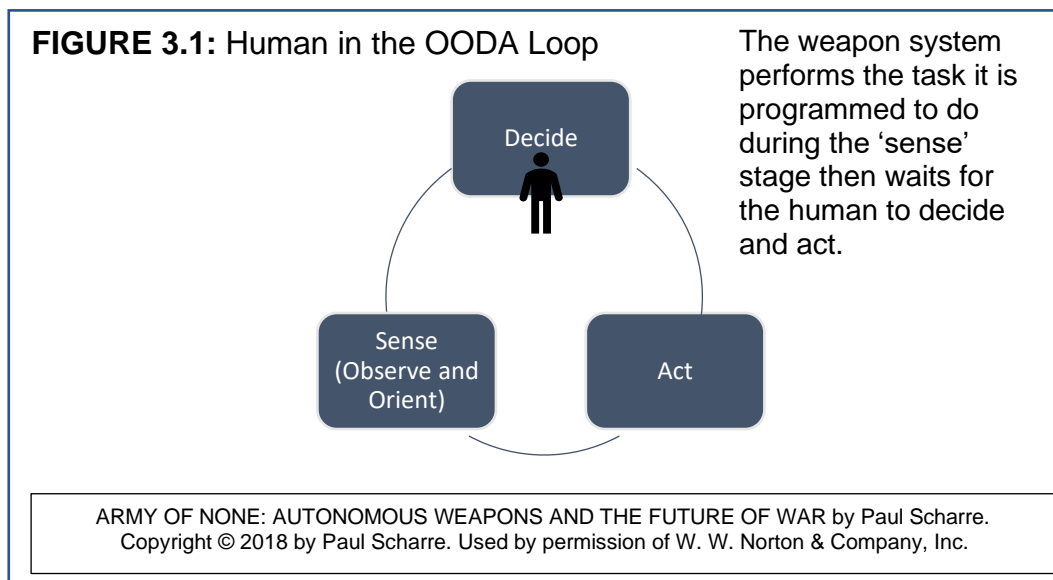 FIGURE 3.1: Human in the OODA Loop
The weapon system
performs the task it is
programmed to do
during the ‘sense’
stage then waits for
the human to decide
and act.
Decide
Sense
(Observe and
Orient)
Act
ARMY OF NONE: AUTONOMOUS WEAPONS AND THE FUTURE OF WAR by Paul Scharre.
Copyright © 2018 by Paul Scharre. Used by permission of W. W. Norton & Company, Inc.